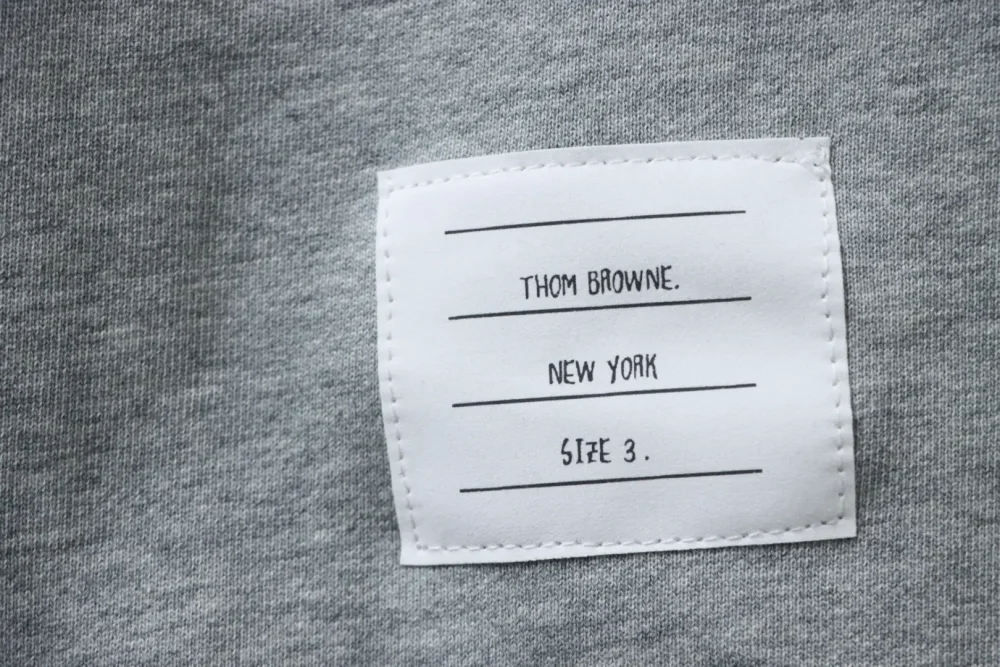 THOM BROWNE.
NEW YORK
SIZE 3.